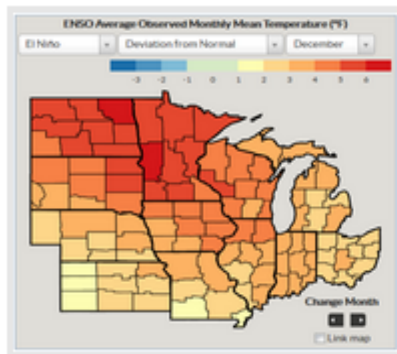 ENSO Average Observed Monthly Mean Temperature (°F)
El Niño Deviation from Normal December
-3 -2 -1 0 1 2 3 4 5 6
Change Month
Link map